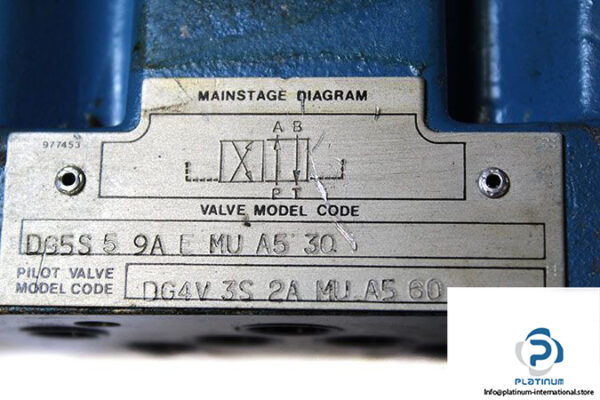 MAINSTAGE DIAGRAM
977453
A B
P T
VALVE MODEL CODE
DG5S 5 9A E MU A5 30
PILOT VALVE
MODEL CODE
DG4V 3S 2A MU A5 60
PLATINUM
Info@platinum-international.store